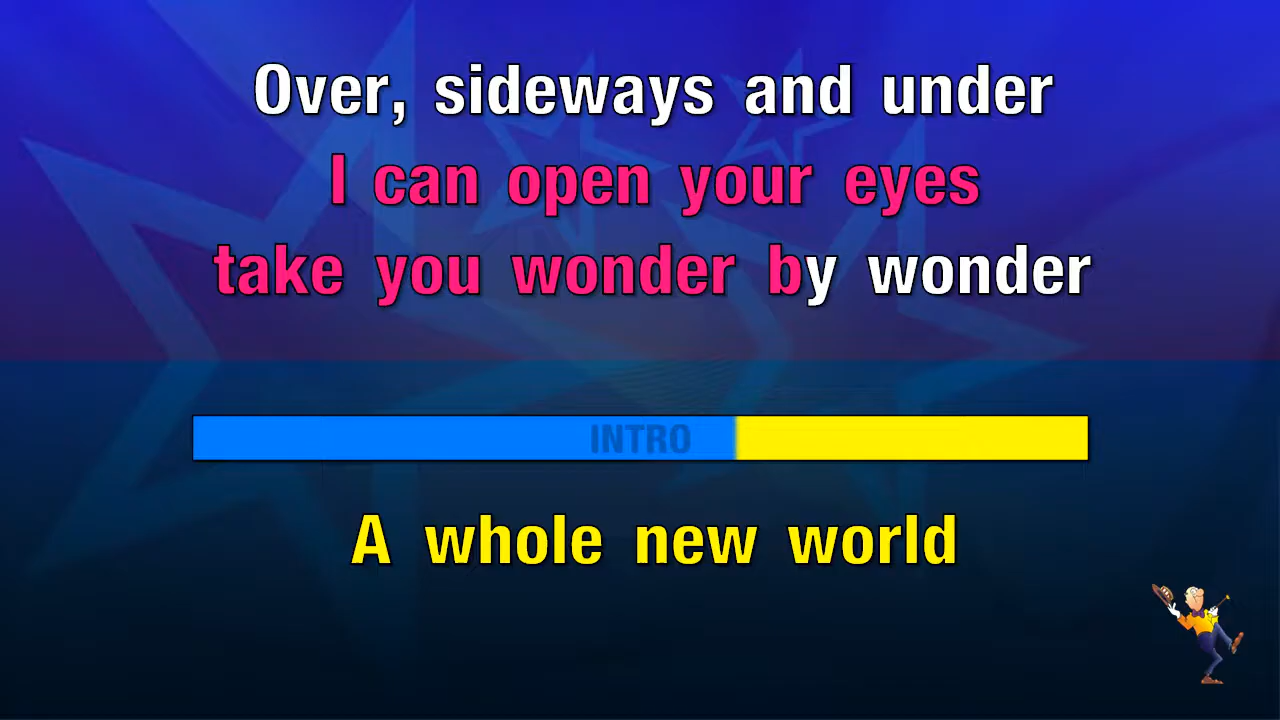 Over, sideways and under
I can open your eyes
take you wonder by wonder
INTRO
A whole new world